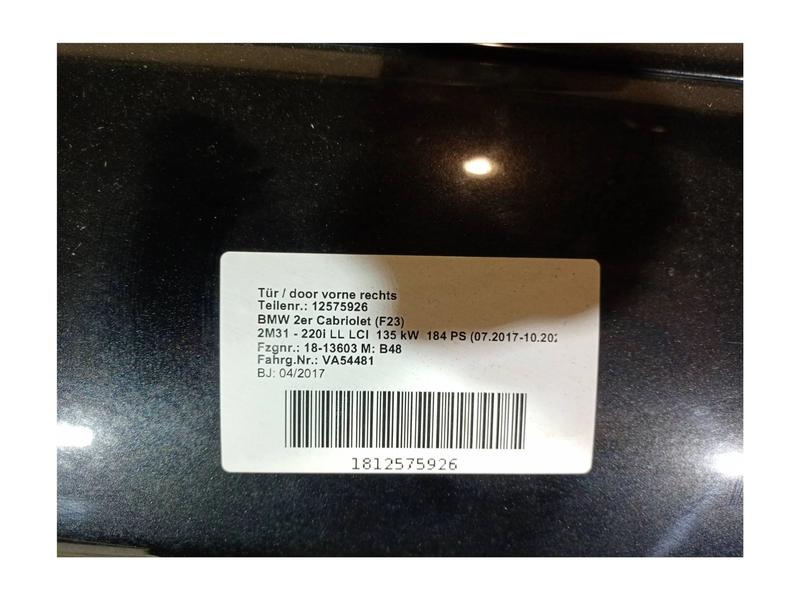 Tür / door vorne rechts
Teilenr.: 12575926
BMW 2er Cabriolet (F23)
2M31 - 220i LL LCI 135 kW 184 PS (07.2017-10.202
Fzgnr.: 18-13603 M: B48
Fahrg.Nr.: VA54481
BJ: 04/2017
1812575926